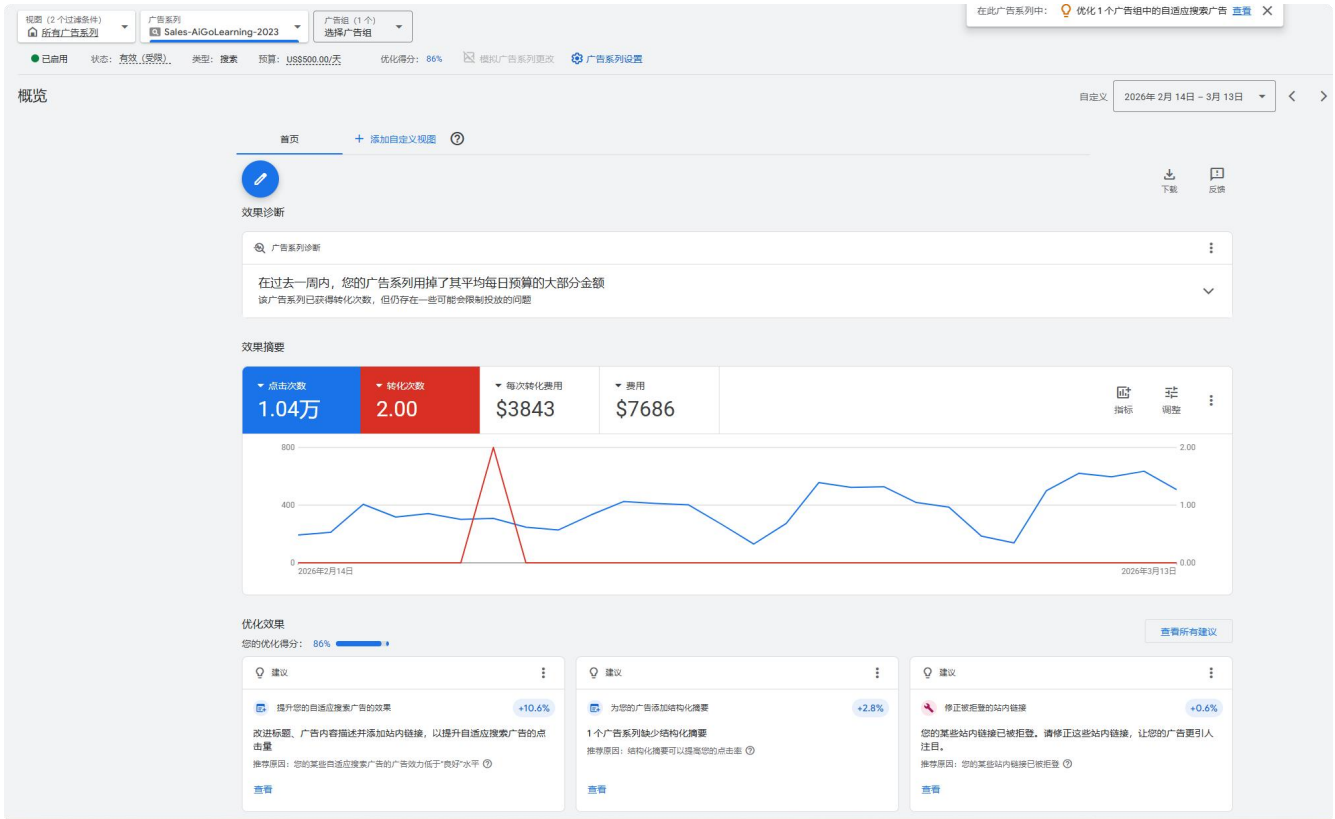 视图（2 个过滤条件）
所有广告系列
广告系列
Sales-AiGoLearning-2023
广告组（1 个）
选择广告组
在此广告系列中： 优化 1 个广告组中的自适应搜索广告 查看
已启用 状态： 有效（受限） 类型： 搜索 预算： US$500.00/天 优化得分： 86% 模拟广告系列更改 广告系列设置
概览
自定义 2026年 2月 14日 – 3月 13日
首页 添加自定义视图
下载 反馈
效果诊断
广告系列诊断
在过去一周内，您的广告系列用掉了其平均每日预算的大部分金额
该广告系列已获得转化次数，但仍存在一些可能会限制投放的问题
效果摘要
点击次数
1.04万
转化次数
2.00
每次转化费用
$3843
费用
$7686
指标 调整
800 2.00
400 1.00
0 0.00
2026年2月14日 2026年3月13日
优化效果
您的优化得分： 86%
查看所有建议
建议
提升您的自适应搜索广告的效果 +10.6%
改进标题、广告内容描述并添加站内链接，以提升自适应搜索广告的点
击量
推荐原因：您的某些自适应搜索广告的广告效力低于“良好”水平
查看
建议
为您的广告添加结构化摘要 +2.8%
1 个广告系列缺少结构化摘要
推荐原因：结构化摘要可以提高您的点击率
查看
建议
修正被拒登的站内链接 +0.6%
您的某些站内链接已被拒登。请修正这些站内链接，让您的广告更引人
注目。
推荐原因：您的某些站内链接已被拒登
查看